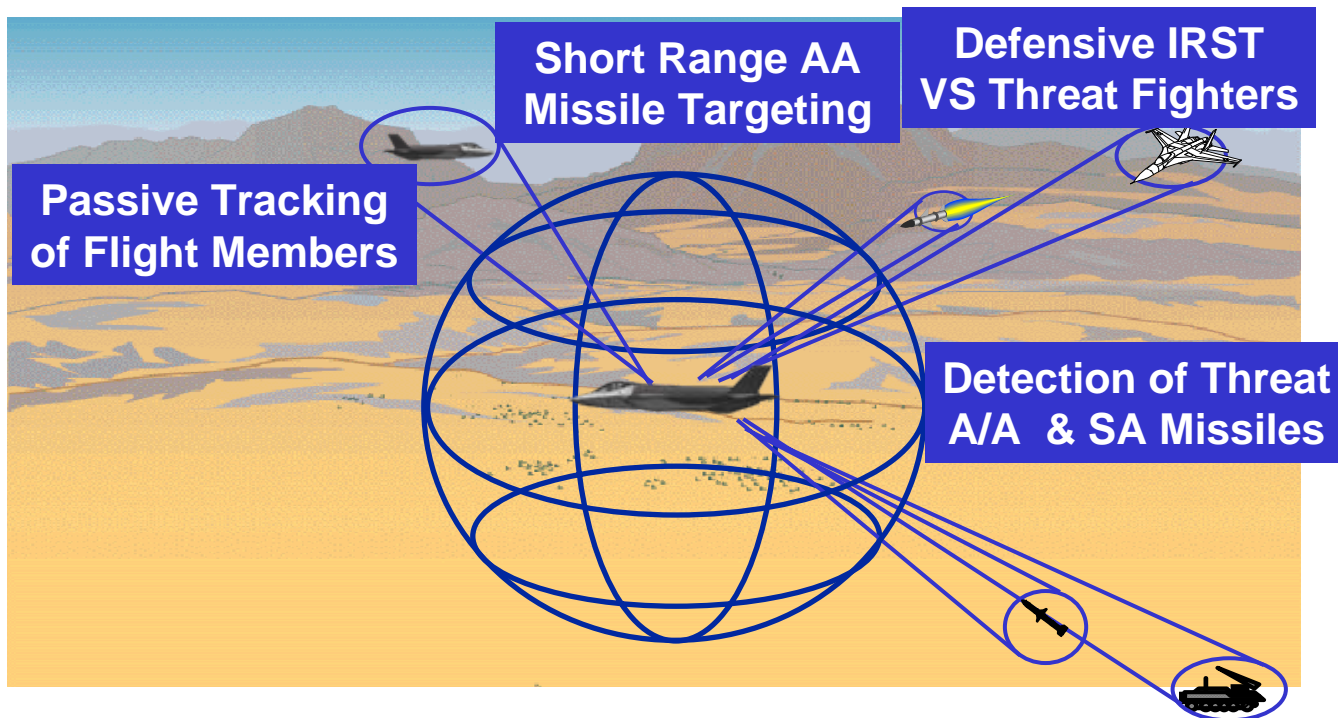 Short Range AA
Missile Targeting
Defensive IRST
VS Threat Fighters
Passive Tracking
of Flight Members
Detection of Threat
A/A & SA Missiles